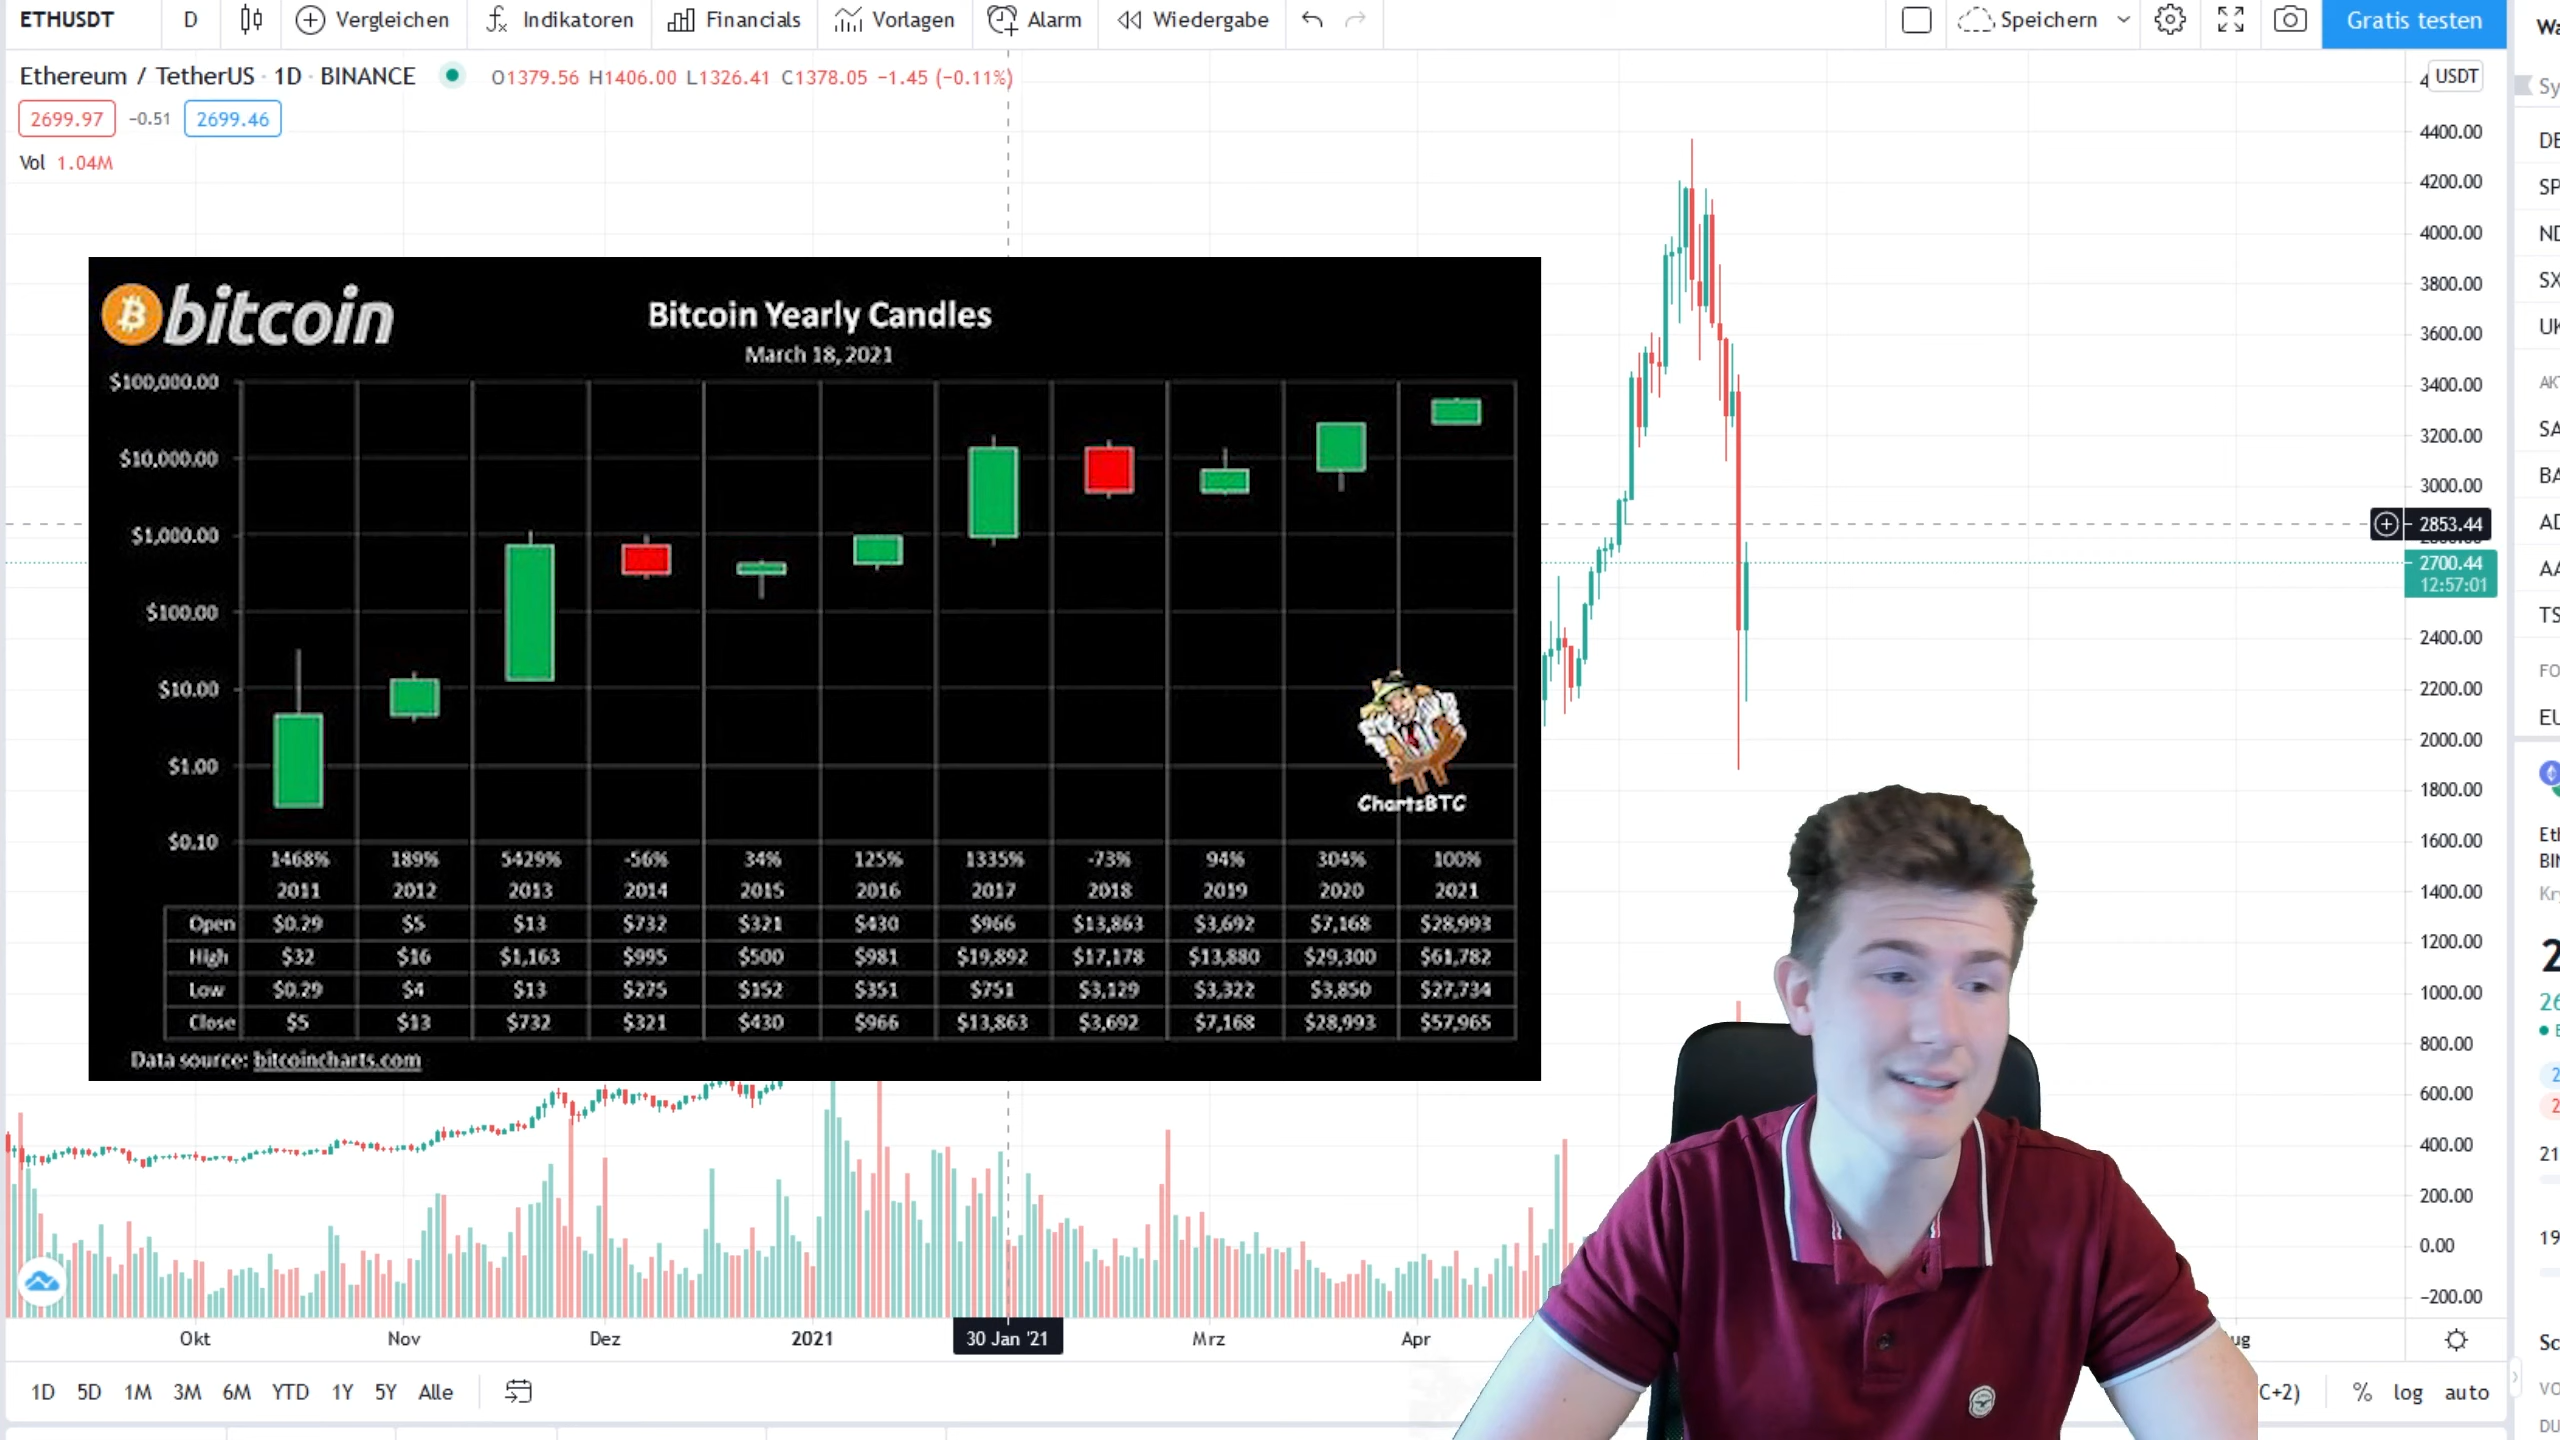 ETHUSDT D Vergleichen Indikatoren Financials Vorlagen Alarm Wiedergabe Speichern Gratis testen
Ethereum / TetherUS · 1D · BINANCE O1379.56 H1406.00 L1326.41 C1378.05 −1.45 (−0.11%)
2699.97 −0.51 2699.46
Vol 1.04M
USDT
4400.00
4200.00
4000.00
3800.00
3600.00
3400.00
3200.00
3000.00
2853.44
2700.44
12:57:01
2400.00
2200.00
2000.00
1800.00
1600.00
1400.00
1200.00
1000.00
800.00
600.00
400.00
200.00
0.00
−200.00
bitcoin
Bitcoin Yearly Candles
March 18, 2021
$100,000.00
$10,000.00
$1,000.00
$100.00
$10.00
$1.00
$0.10
ChartsBTC
1468% 189% 5429% -56% 34% 125% 1335% -73% 94% 304% 100%
2011 2012 2013 2014 2015 2016 2017 2018 2019 2020 2021
Open $0.29 $5 $13 $732 $321 $430 $966 $13,863 $3,692 $7,168 $28,993
High $32 $16 $1,163 $995 $500 $981 $19,892 $17,178 $13,880 $29,300 $61,782
Low $0.29 $4 $13 $275 $152 $351 $751 $3,129 $3,322 $3,850 $27,734
Close $5 $13 $732 $321 $430 $966 $13,863 $3,692 $7,168 $28,993 $57,965
Data source: bitcoincharts.com
Okt Nov Dez 2021 30 Jan '21 Mrz Apr
1D 5D 1M 3M 6M YTD 1Y 5Y Alle
C+2) % log auto